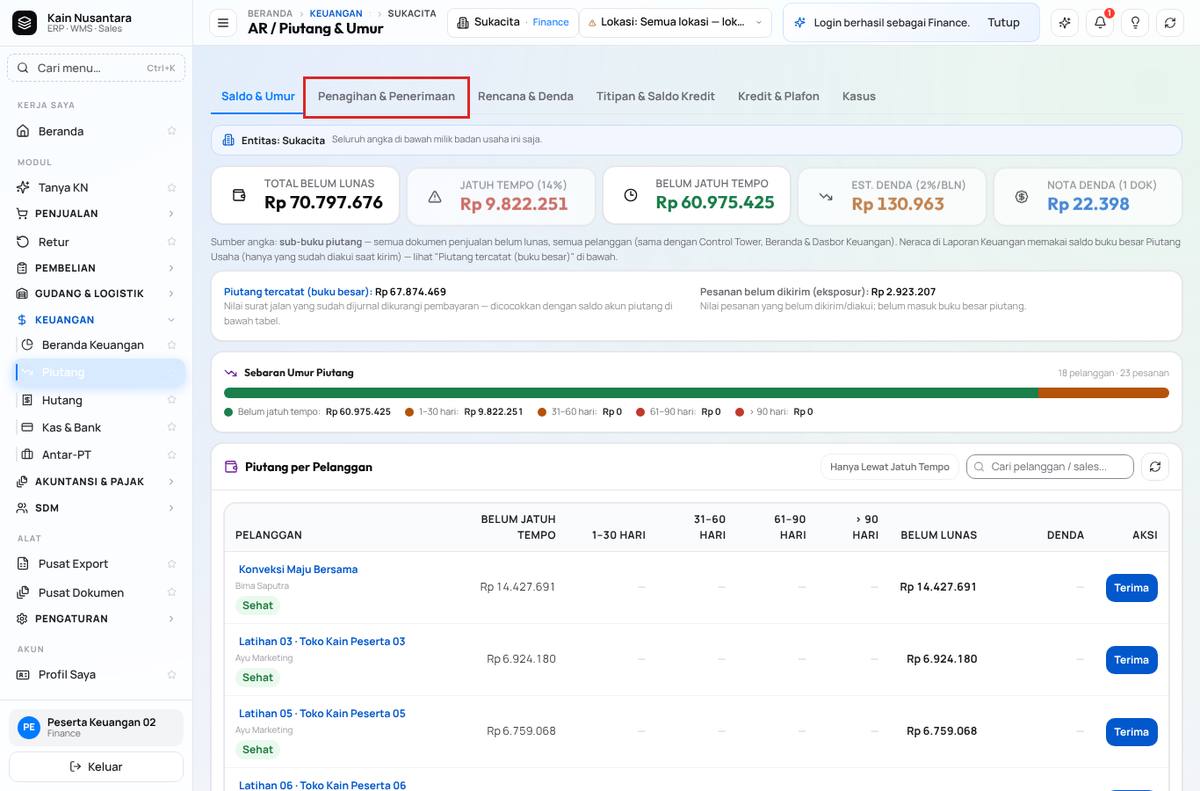 Kain Nusantara
ERP · WMS · Sales
Cari menu...
Ctrl+K
KERJA SAYA
Beranda
MODUL
Tanya KN
PENJUALAN
Retur
PEMBELIAN
GUDANG & LOGISTIK
KEUANGAN
Beranda Keuangan
Piutang
Hutang
Kas & Bank
Antar-PT
AKUNTANSI & PAJAK
SDM
ALAT
Pusat Export
Pusat Dokumen
PENGATURAN
AKUN
Profil Saya
PE
Peserta Keuangan 02
Finance
Keluar
BERANDA › KEUANGAN › SUKACITA
AR / Piutang & Umur
Sukacita · Finance
Lokasi: Semua lokasi — lok...
Login berhasil sebagai Finance.
Tutup
1
Saldo & Umur
Penagihan & Penerimaan
Rencana & Denda
Titipan & Saldo Kredit
Kredit & Plafon
Kasus
Entitas: Sukacita Seluruh angka di bawah milik badan usaha ini saja.
TOTAL BELUM LUNAS
Rp 70.797.676
JATUH TEMPO (14%)
Rp 9.822.251
BELUM JATUH TEMPO
Rp 60.975.425
EST. DENDA (2%/BLN)
Rp 130.963
NOTA DENDA (1 DOK)
Rp 22.398
Sumber angka: sub-buku piutang — semua dokumen penjualan belum lunas, semua pelanggan (sama dengan Control Tower, Beranda & Dasbor Keuangan). Neraca di Laporan Keuangan memakai saldo buku besar Piutang
Usaha (hanya yang sudah diakui saat kirim) — lihat "Piutang tercatat (buku besar)" di bawah.
Piutang tercatat (buku besar): Rp 67.874.469
Nilai surat jalan yang sudah dijurnal dikurangi pembayaran — dicocokkan dengan saldo akun piutang di
bawah tabel.
Pesanan belum dikirim (eksposur): Rp 2.923.207
Nilai pesanan yang belum dikirim/diakui; belum masuk buku besar piutang.
Sebaran Umur Piutang
18 pelanggan · 23 pesanan
Belum jatuh tempo: Rp 60.975.425
1–30 hari: Rp 9.822.251
31–60 hari: Rp 0
61–90 hari: Rp 0
> 90 hari: Rp 0
Piutang per Pelanggan
Hanya Lewat Jatuh Tempo
Cari pelanggan / sales...
PELANGGAN
BELUM JATUH TEMPO
1–30 HARI
31–60 HARI
61–90 HARI
> 90 HARI
BELUM LUNAS
DENDA
AKSI
Konveksi Maju Bersama
Bima Saputra
Sehat
Rp 14.427.691 — — — — Rp 14.427.691 — Terima
Latihan 03 · Toko Kain Peserta 03
Ayu Marketing
Sehat
Rp 6.924.180 — — — — Rp 6.924.180 — Terima
Latihan 05 · Toko Kain Peserta 05
Ayu Marketing
Sehat
Rp 6.759.068 — — — — Rp 6.759.068 — Terima
Latihan 06 · Toko Kain Peserta 06